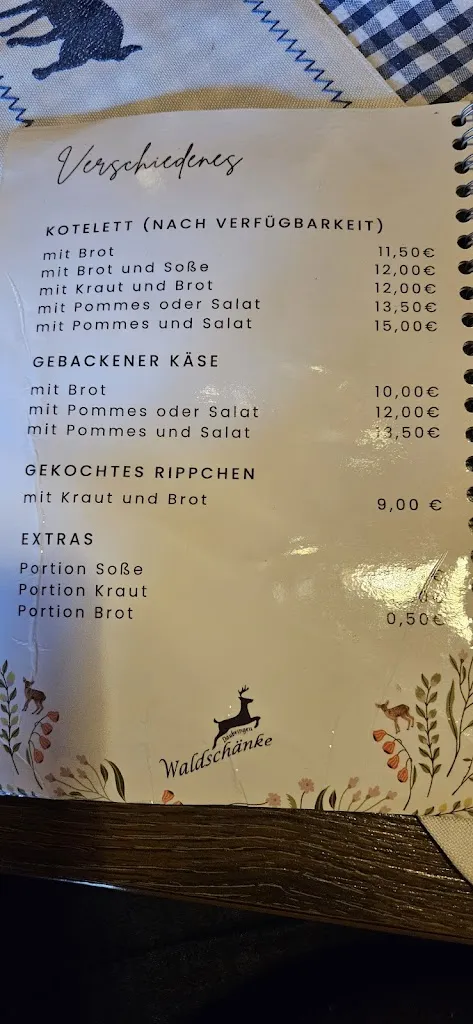 Verschiedenes
KOTELETT (NACH VERFÜGBARKEIT)
mit Brot 11,50€
mit Brot und Soße 12,00€
mit Kraut und Brot 12,00€
mit Pommes oder Salat 13,50€
mit Pommes und Salat 15,00€
GEBACKENER KÄSE
mit Brot 10,00€
mit Pommes oder Salat 12,00€
mit Pommes und Salat 13,50€
GEKOCHTES RIPPCHEN
mit Kraut und Brot 9,00 €
EXTRAS
Portion Soße
Portion Kraut
Portion Brot 0,50€
Waldschänke